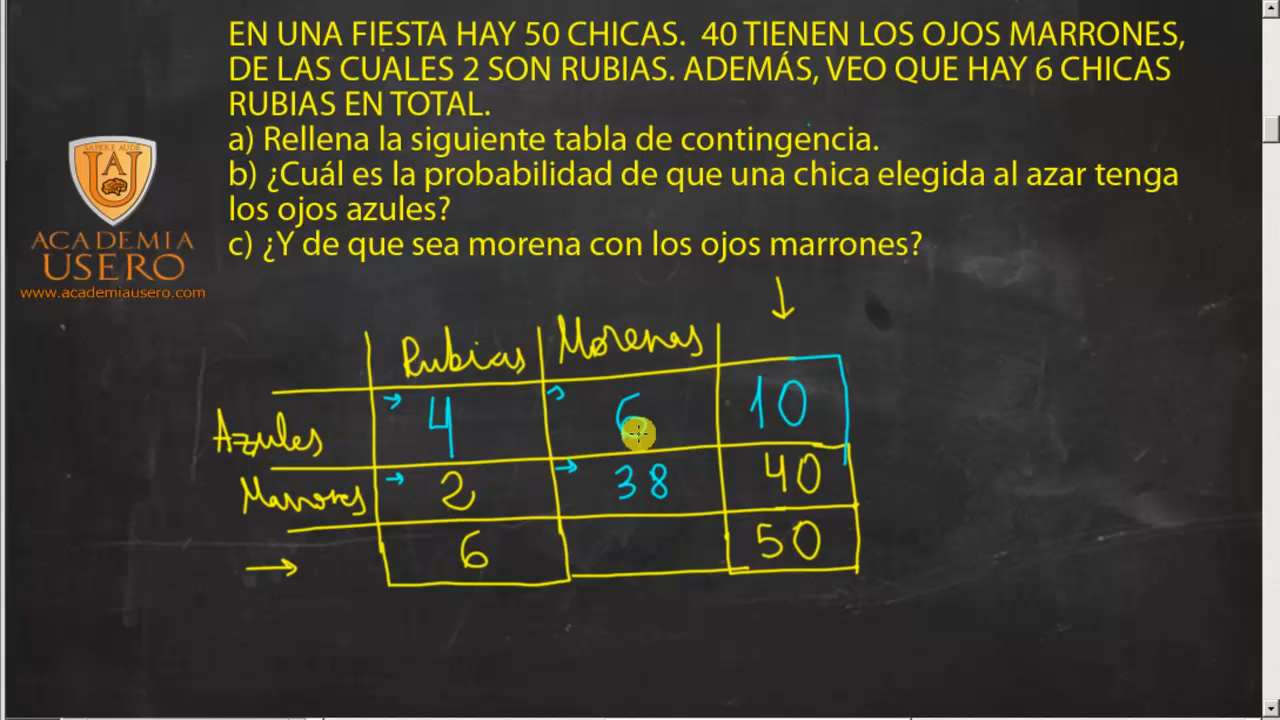 EN UNA FIESTA HAY 50 CHICAS. 40 TIENEN LOS OJOS MARRONES,
DE LAS CUALES 2 SON RUBIAS. ADEMÁS, VEO QUE HAY 6 CHICAS
RUBIAS EN TOTAL.
a) Rellena la siguiente tabla de contingencia.
b) ¿Cuál es la probabilidad de que una chica elegida al azar tenga
los ojos azules?
c) ¿Y de que sea morena con los ojos marrones?
SAPERE AUDE
UA
ACADEMIA
USERO
www.academiausero.com
Rubias Morenas
Azules 4 6 10
Marrones 2 38 40
6 50